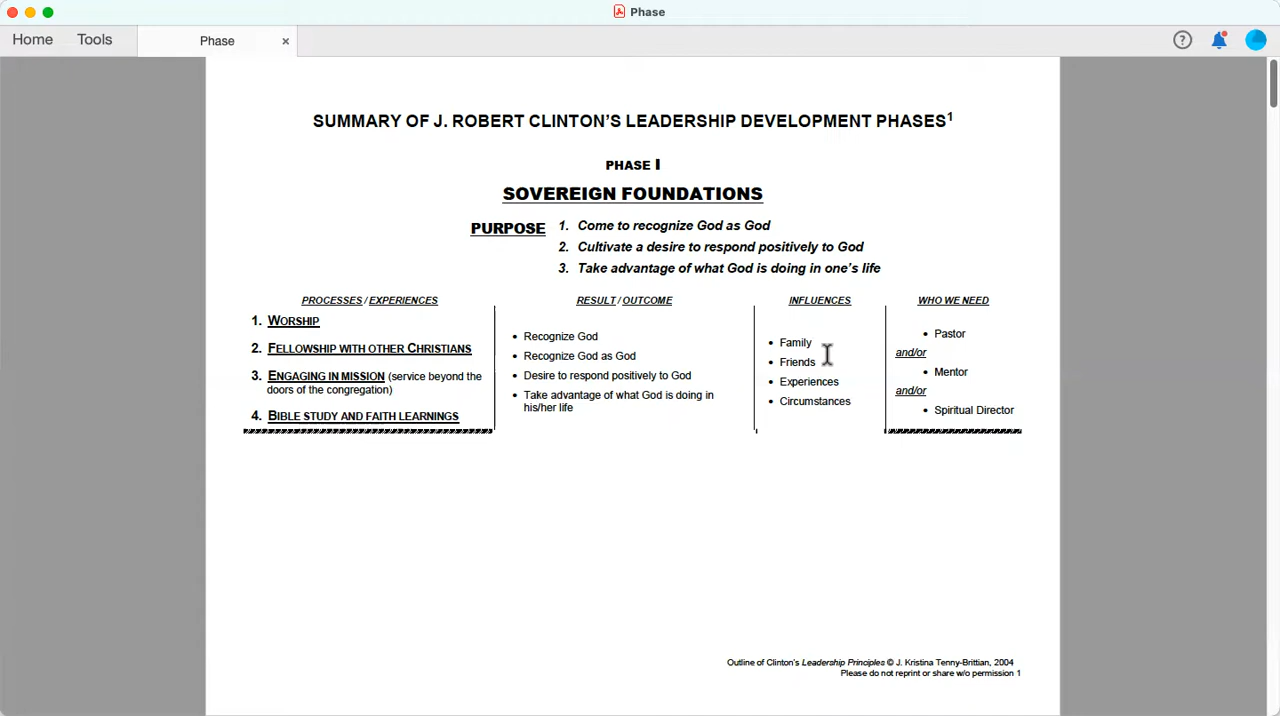 Phase
Home Tools Phase ×
SUMMARY OF J. ROBERT CLINTON'S LEADERSHIP DEVELOPMENT PHASES1
PHASE I
SOVEREIGN FOUNDATIONS
PURPOSE 1. Come to recognize God as God
2. Cultivate a desire to respond positively to God
3. Take advantage of what God is doing in one's life
PROCESSES / EXPERIENCES
1. WORSHIP
2. FELLOWSHIP WITH OTHER CHRISTIANS
3. ENGAGING IN MISSION (service beyond the
doors of the congregation)
4. BIBLE STUDY AND FAITH LEARNINGS
RESULT / OUTCOME
• Recognize God
• Recognize God as God
• Desire to respond positively to God
• Take advantage of what God is doing in
his/her life
INFLUENCES
• Family
• Friends
• Experiences
• Circumstances
WHO WE NEED
• Pastor
and/or
• Mentor
and/or
• Spiritual Director
Outline of Clinton's Leadership Principles © J. Kristina Tenny-Brittian, 2004
Please do not reprint or share w/o permission 1